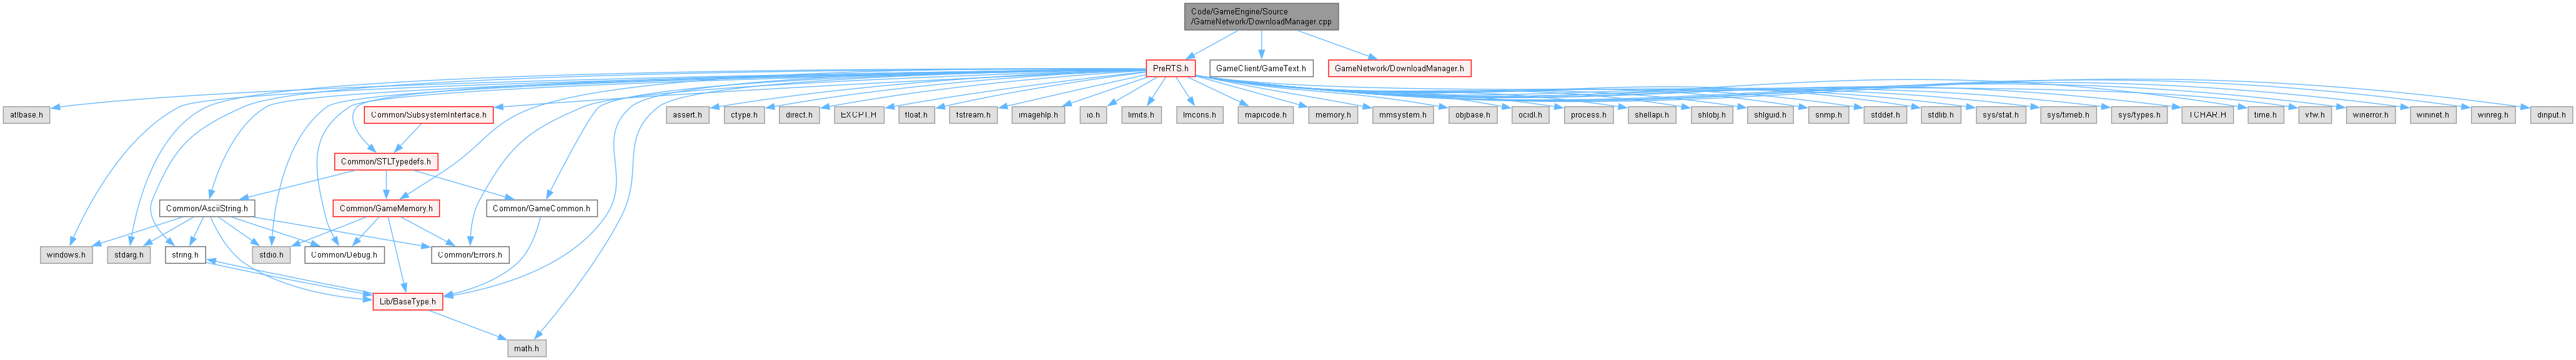 Code/GameEngine/Source
/GameNetwork/DownloadManager.cpp
PreRTS.h
GameClient/GameText.h
GameNetwork/DownloadManager.h
atlbase.h
Common/SubsystemInterface.h
assert.h
ctype.h
direct.h
EXCPT.H
float.h
fstream.h
imagehlp.h
io.h
limits.h
lmcons.h
mapicode.h
memory.h
mmsystem.h
objbase.h
ocidl.h
process.h
shellapi.h
shlobj.h
shlguid.h
snmp.h
stddef.h
stdlib.h
sys/stat.h
sys/timeb.h
sys/types.h
TCHAR.H
time.h
vfw.h
winerror.h
wininet.h
winreg.h
dinput.h
Common/STLTypedefs.h
Common/AsciiString.h
Common/GameMemory.h
Common/GameCommon.h
windows.h
stdarg.h
string.h
stdio.h
Common/Debug.h
Common/Errors.h
Lib/BaseType.h
math.h